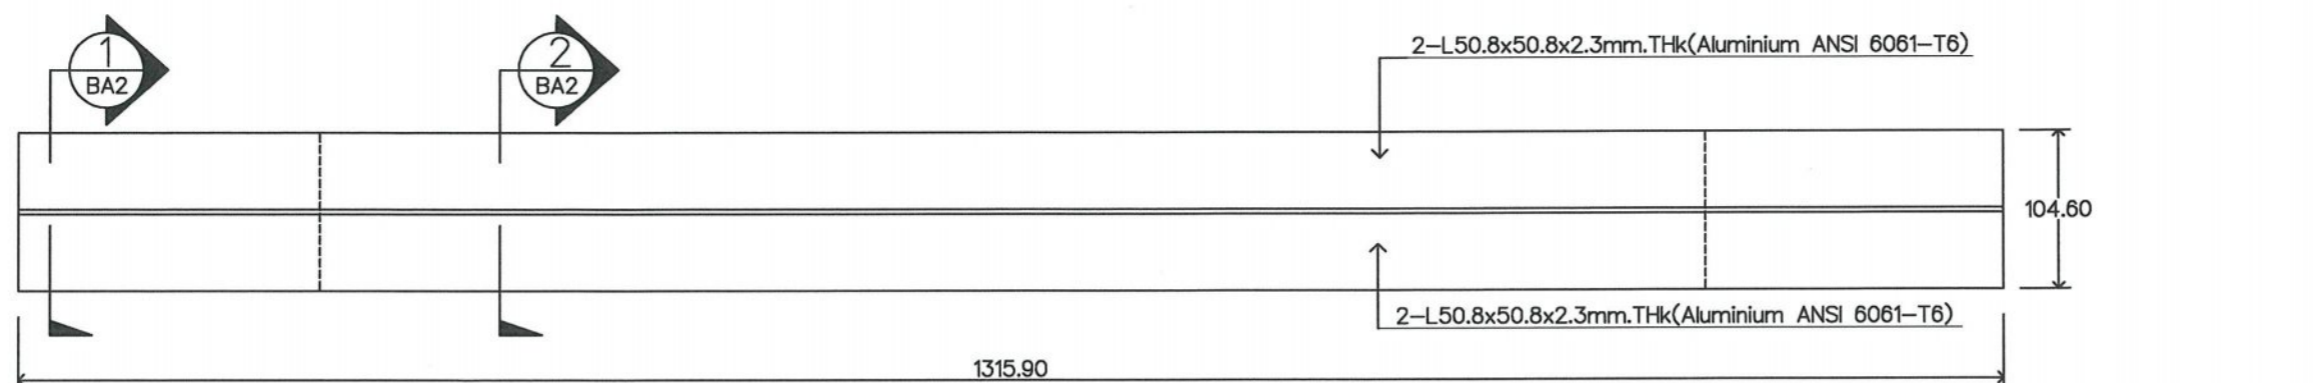 1
BA2
2
BA2
2-L50.8x50.8x2.3mm.THk(Aluminium ANSI 6061-T6)
104.60
2-L50.8x50.8x2.3mm.THk(Aluminium ANSI 6061-T6)
1315.90